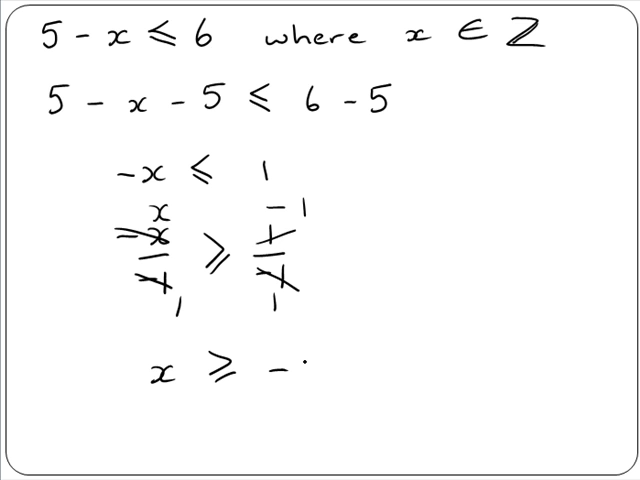 5 - x ≤ 6 where x ∈ ℤ
5 - x - 5 ≤ 6 - 5
-x ≤ 1
x -1
-x ≥ 1
-1 -1
1 1
x ≥ -